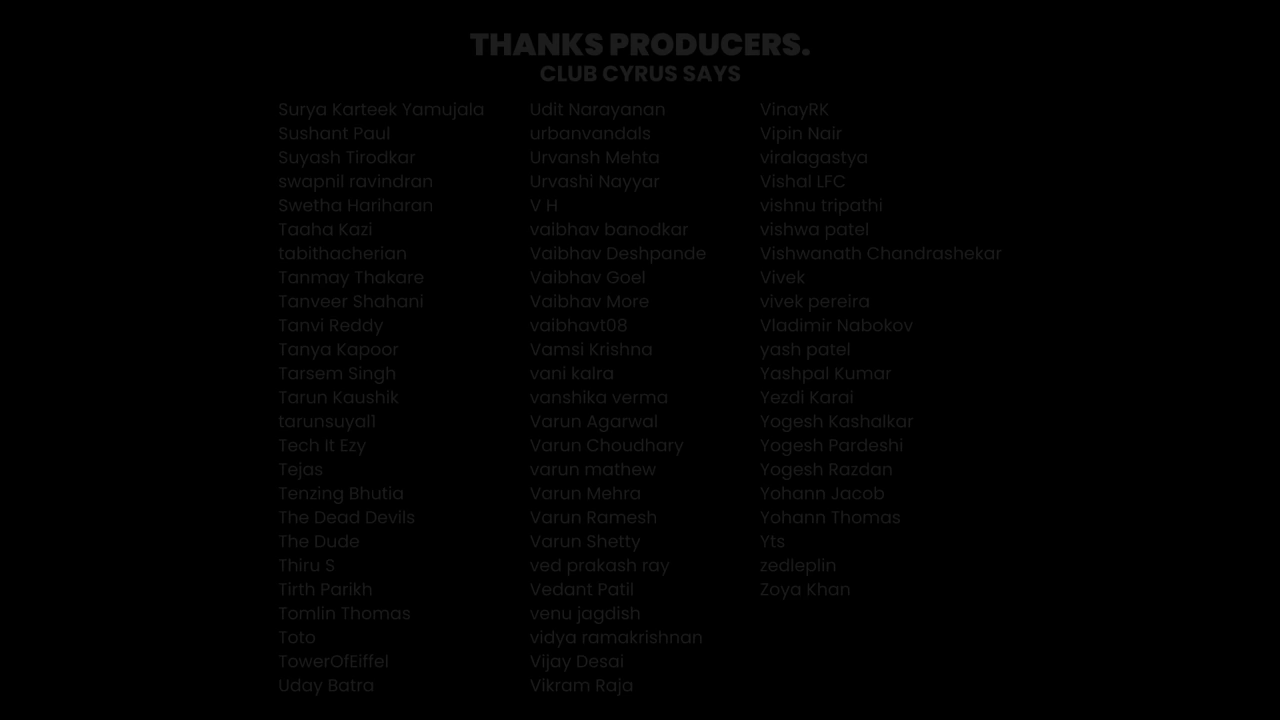 THANKS PRODUCERS.
CLUB CYRUS SAYS
Surya Karteek Yamujala
Sushant Paul
Suyash Tirodkar
swapnil ravindran
Swetha Hariharan
Taaha Kazi
tabithacherian
Tanmay Thakare
Tanveer Shahani
Tanvi Reddy
Tanya Kapoor
Tarsem Singh
Tarun Kaushik
tarunsuyal1
Tech It Ezy
Tejas
Tenzing Bhutia
The Dead Devils
The Dude
Thiru S
Tirth Parikh
Tomlin Thomas
Toto
TowerOfEiffel
Uday Batra
Udit Narayanan
urbanvandals
Urvansh Mehta
Urvashi Nayyar
V H
vaibhav banodkar
Vaibhav Deshpande
Vaibhav Goel
Vaibhav More
vaibhavt08
Vamsi Krishna
vani kalra
vanshika verma
Varun Agarwal
Varun Choudhary
varun mathew
Varun Mehra
Varun Ramesh
Varun Shetty
ved prakash ray
Vedant Patil
venu jagdish
vidya ramakrishnan
Vijay Desai
Vikram Raja
VinayRK
Vipin Nair
viralagastya
Vishal LFC
vishnu tripathi
vishwa patel
Vishwanath Chandrashekar
Vivek
vivek pereira
Vladimir Nabokov
yash patel
Yashpal Kumar
Yezdi Karai
Yogesh Kashalkar
Yogesh Pardeshi
Yogesh Razdan
Yohann Jacob
Yohann Thomas
Yts
zedleplin
Zoya Khan